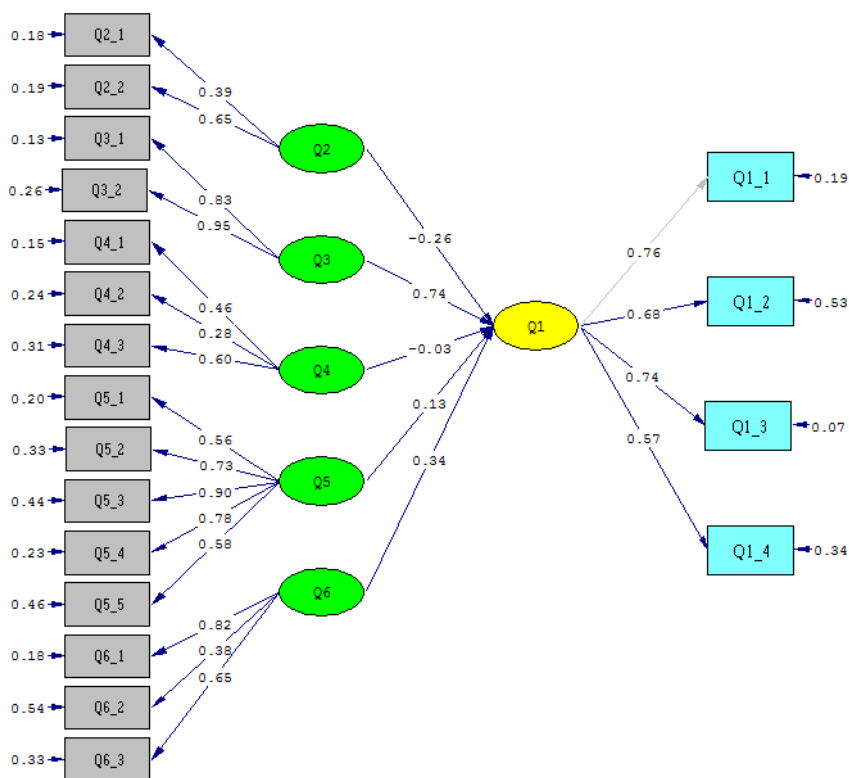 0.18 Q2_1
0.19 Q2_2
0.13 Q3_1
0.26 Q3_2
0.15 Q4_1
0.24 Q4_2
0.31 Q4_3
0.20 Q5_1
0.33 Q5_2
0.44 Q5_3
0.23 Q5_4
0.46 Q5_5
0.18 Q6_1
0.54 Q6_2
0.33 Q6_3
0.39
0.65
0.83
0.95
0.46
0.28
0.60
0.56
0.73
0.90
0.78
0.58
0.82
0.38
0.65
Q2
Q3
Q4
Q5
Q6
-0.26
0.74
-0.03
0.13
0.34
Q1
0.76
0.68
0.74
0.57
Q1_1 0.19
Q1_2 0.53
Q1_3 0.07
Q1_4 0.34